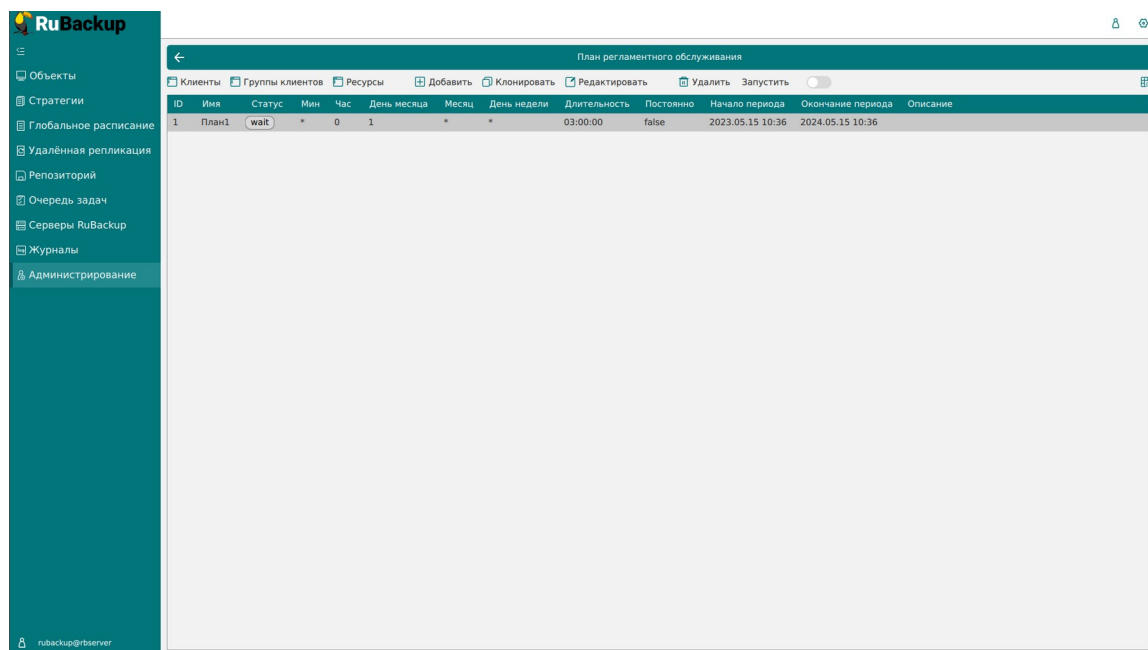 RuBackup
План регламентного обслуживания
Объекты
Стратегии
Глобальное расписание
Удалённая репликация
Репозиторий
Очередь задач
Серверы RuBackup
Журналы
Администрирование
Клиенты Группы клиентов Ресурсы Добавить Клонировать Редактировать Удалить Запустить
ID Имя Статус Мин Час День месяца Месяц День недели Длительность Постоянно Начало периода Окончание периода Описание
1 План1 wait * 0 1 * * 03:00:00 false 2023.05.15 10:36 2024.05.15 10:36
rubackup@rbserver